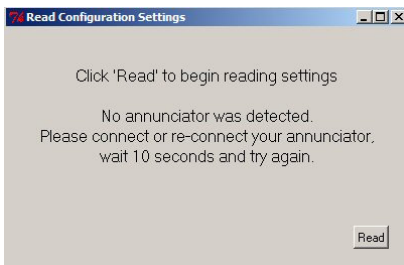 Read Configuration Settings
Click 'Read' to begin reading settings
No annunciator was detected.
Please connect or re-connect your annunciator,
wait 10 seconds and try again.
Read